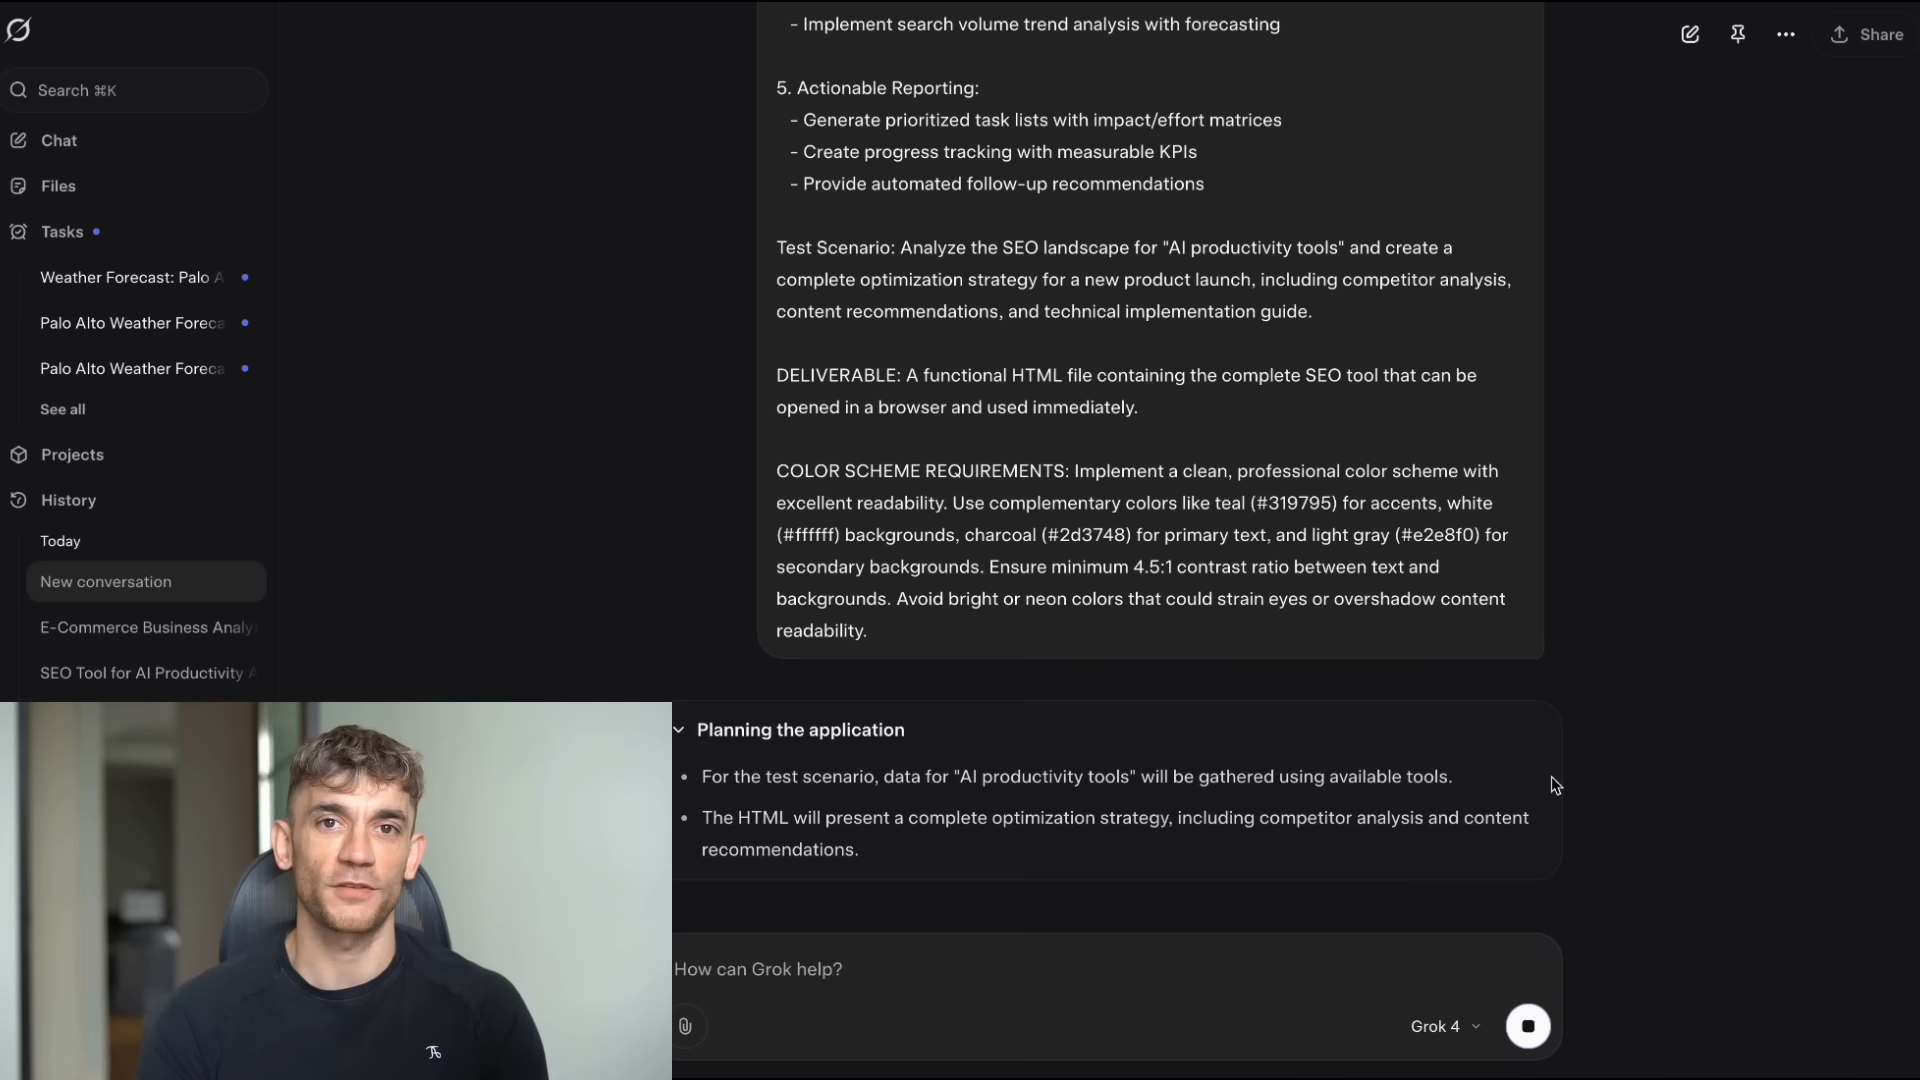 Search ⌘K
Chat
Files
Tasks
Weather Forecast: Palo A
Palo Alto Weather Foreca
Palo Alto Weather Foreca
See all
Projects
History
Today
New conversation
E-Commerce Business Analy
SEO Tool for AI Productivity A
Share
- Implement search volume trend analysis with forecasting
5. Actionable Reporting:
- Generate prioritized task lists with impact/effort matrices
- Create progress tracking with measurable KPIs
- Provide automated follow-up recommendations
Test Scenario: Analyze the SEO landscape for "AI productivity tools" and create a
complete optimization strategy for a new product launch, including competitor analysis,
content recommendations, and technical implementation guide.
DELIVERABLE: A functional HTML file containing the complete SEO tool that can be
opened in a browser and used immediately.
COLOR SCHEME REQUIREMENTS: Implement a clean, professional color scheme with
excellent readability. Use complementary colors like teal (#319795) for accents, white
(#ffffff) backgrounds, charcoal (#2d3748) for primary text, and light gray (#e2e8f0) for
secondary backgrounds. Ensure minimum 4.5:1 contrast ratio between text and
backgrounds. Avoid bright or neon colors that could strain eyes or overshadow content
readability.
Planning the application
• For the test scenario, data for "AI productivity tools" will be gathered using available tools.
• The HTML will present a complete optimization strategy, including competitor analysis and content
recommendations.
How can Grok help?
Grok 4